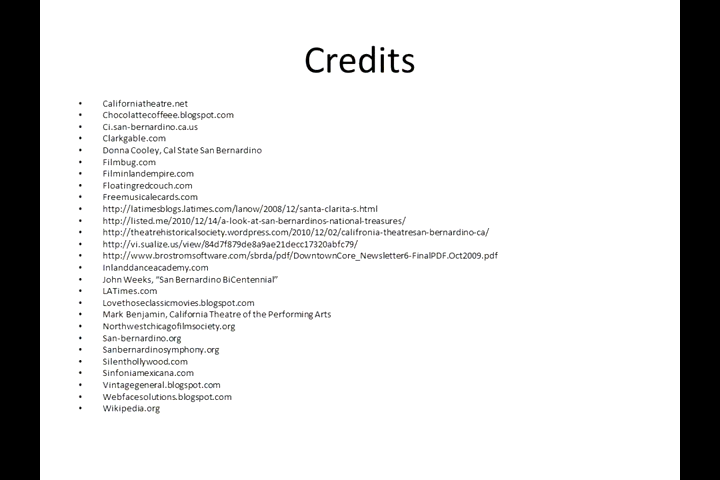 Credits
• Californiatheatre.net
• Chocolattecoffeee.blogspot.com
• Ci.san-bernardino.ca.us
• Clarkgable.com
• Donna Cooley, Cal State San Bernardino
• Filmbug.com
• Filminlandempire.com
• Floatingredcouch.com
• Freemusicalecards.com
• http://latimesblogs.latimes.com/lanow/2008/12/santa-clarita-s.html
• http://listed.me/2010/12/14/a-look-at-san-bernardinos-national-treasures/
• http://theatrehistoricalsociety.wordpress.com/2010/12/02/califronia-theatresan-bernardino-ca/
• http://vi.sualize.us/view/84d7f879de8a9ae21decc17320abfc79/
• http://www.brostromsoftware.com/sbrda/pdf/DowntownCore_Newsletter6-FinalPDF.Oct2009.pdf
• Inlanddanceacademy.com
• John Weeks, “San Bernardino BiCentennial”
• LATimes.com
• Lovethoseclassicmovies.blogspot.com
• Mark Benjamin, California Theatre of the Performing Arts
• Northwestchicagofilmsociety.org
• San-bernardino.org
• Sanbernardinosymphony.org
• Silenthollywood.com
• Sinfoniamexicana.com
• Vintagegeneral.blogspot.com
• Webfacesolutions.blogspot.com
• Wikipedia.org